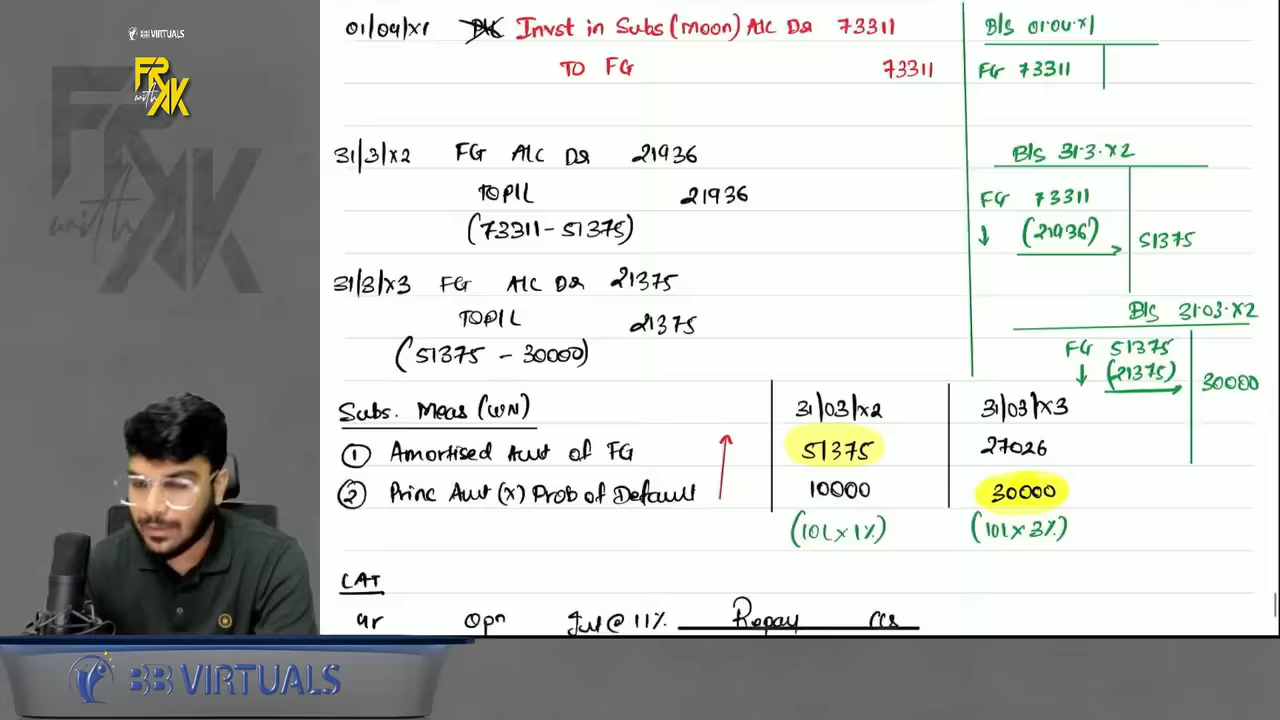 BB VIRTUALS
FR
with
KK
01/04/x1 Invst in Subs (moon) A/c Dr 73311
TO FG 73311
31/3/x2 FG A/c Dr 21936
TO P/L 21936
(73311 - 51375)
31/3/x3 FG A/c Dr 21375
TO P/L 21375
(51375 - 30000)
B/s 01.04.x1
FG 73311
B/s 31.3.x2
FG 73311
↓ (21936) 51375
B/s 31.03.x2
FG 51375
↓ (21375) 30000
Subs. Meas (WN) 31/03/x2 31/03/x3
① Amortised Amt of FG 51375 27026
② Princ Amt (x) Prob of Default 10000 30000
(10L x 1%) (10L x 3%)
CAT
Yr Opn Int @ 11% Repay
BB VIRTUALS